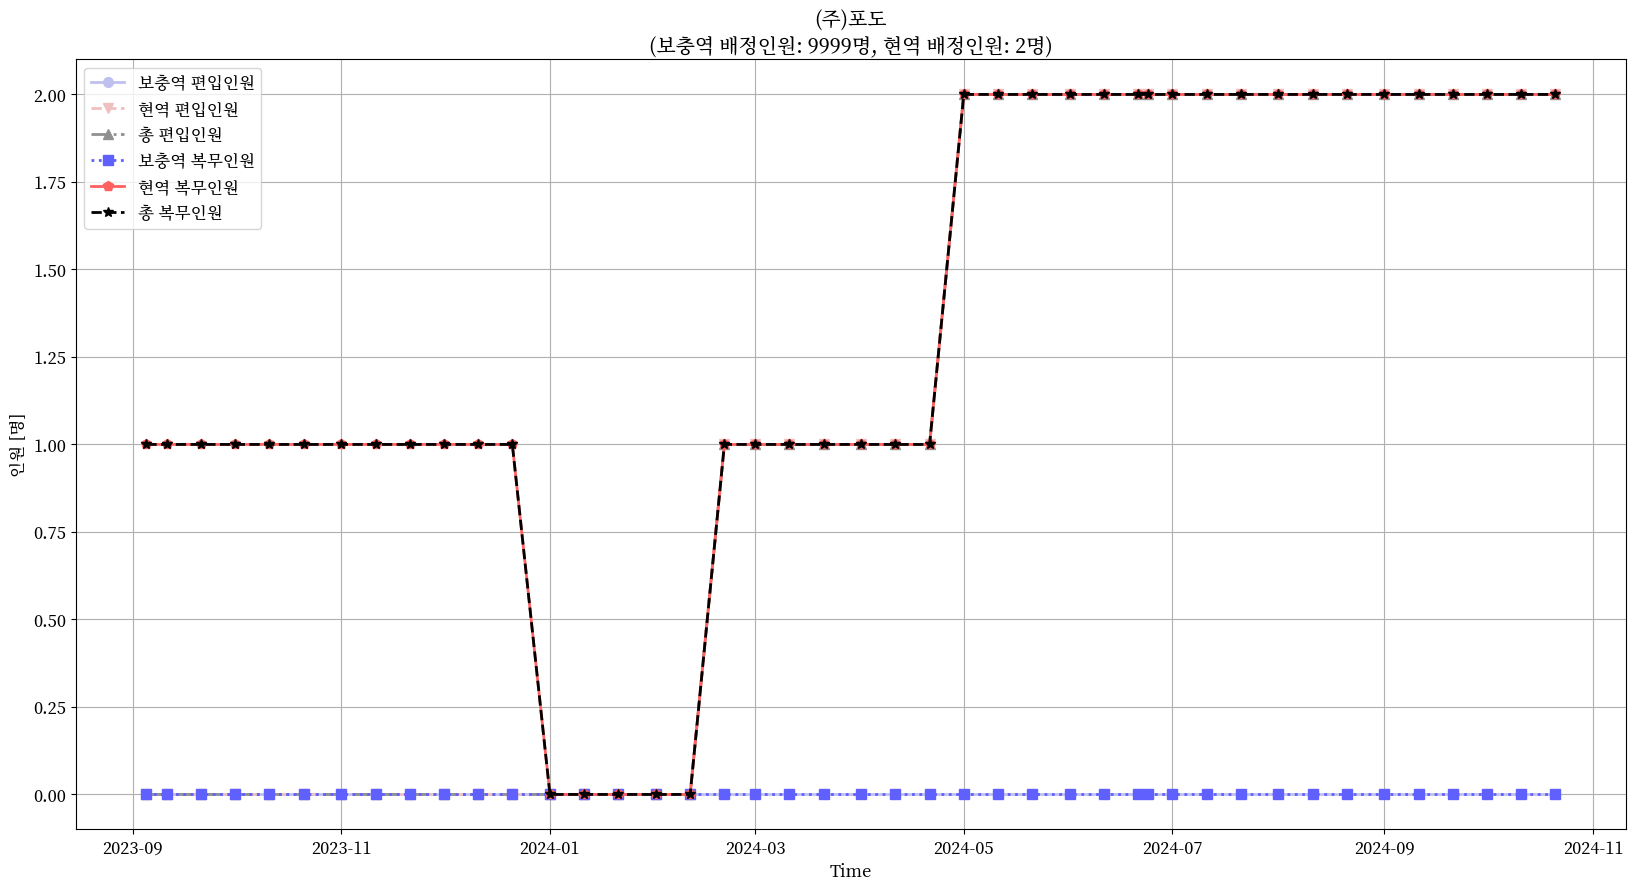 (주)포도
(보충역 배정인원: 9999명, 현역 배정인원: 2명)
보충역 편입인원
현역 편입인원
총 편입인원
보충역 복무인원
현역 복무인원
총 복무인원
2.00
1.75
1.50
1.25
1.00
0.75
0.50
0.25
0.00
인원 [명]
2023-09
2023-11
2024-01
2024-03
2024-05
2024-07
2024-09
2024-11
Time